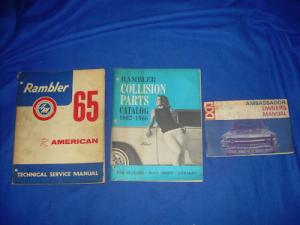 Rambler
65
AMERICAN
TECHNICAL SERVICE MANUAL
RAMBLER
COLLISION
PARTS
CATALOG
1962-1966
AMBASSADOR
OWNERS
MANUAL